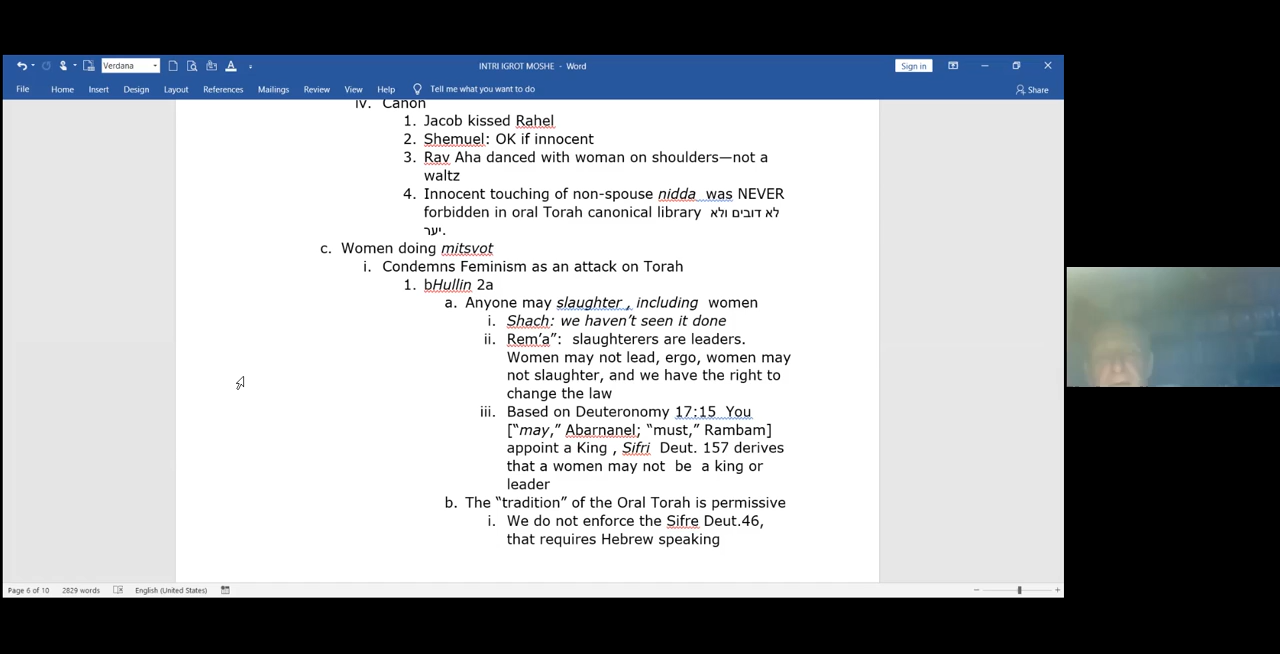 Verdana
INTRI IGROT MOSHE - Word
Sign in
File Home Insert Design Layout References Mailings Review View Help Tell me what you want to do Share
iv. Canon
1. Jacob kissed Rahel
2. Shemuel: OK if innocent
3. Rav Aha danced with woman on shoulders—not a
waltz
4. Innocent touching of non-spouse nidda was NEVER
forbidden in oral Torah canonical library לא דובים ולא
יער.
c. Women doing mitsvot
i. Condemns Feminism as an attack on Torah
1. bHullin 2a
a. Anyone may slaughter , including women
i. Shach: we haven't seen it done
ii. Rem'a": slaughterers are leaders.
Women may not lead, ergo, women may
not slaughter, and we have the right to
change the law
iii. Based on Deuteronomy 17:15 You
["may," Abarnanel; "must," Rambam]
appoint a King , Sifri Deut. 157 derives
that a women may not be a king or
leader
b. The "tradition" of the Oral Torah is permissive
i. We do not enforce the Sifre Deut.46,
that requires Hebrew speaking
Page 6 of 10 2829 words English (United States)